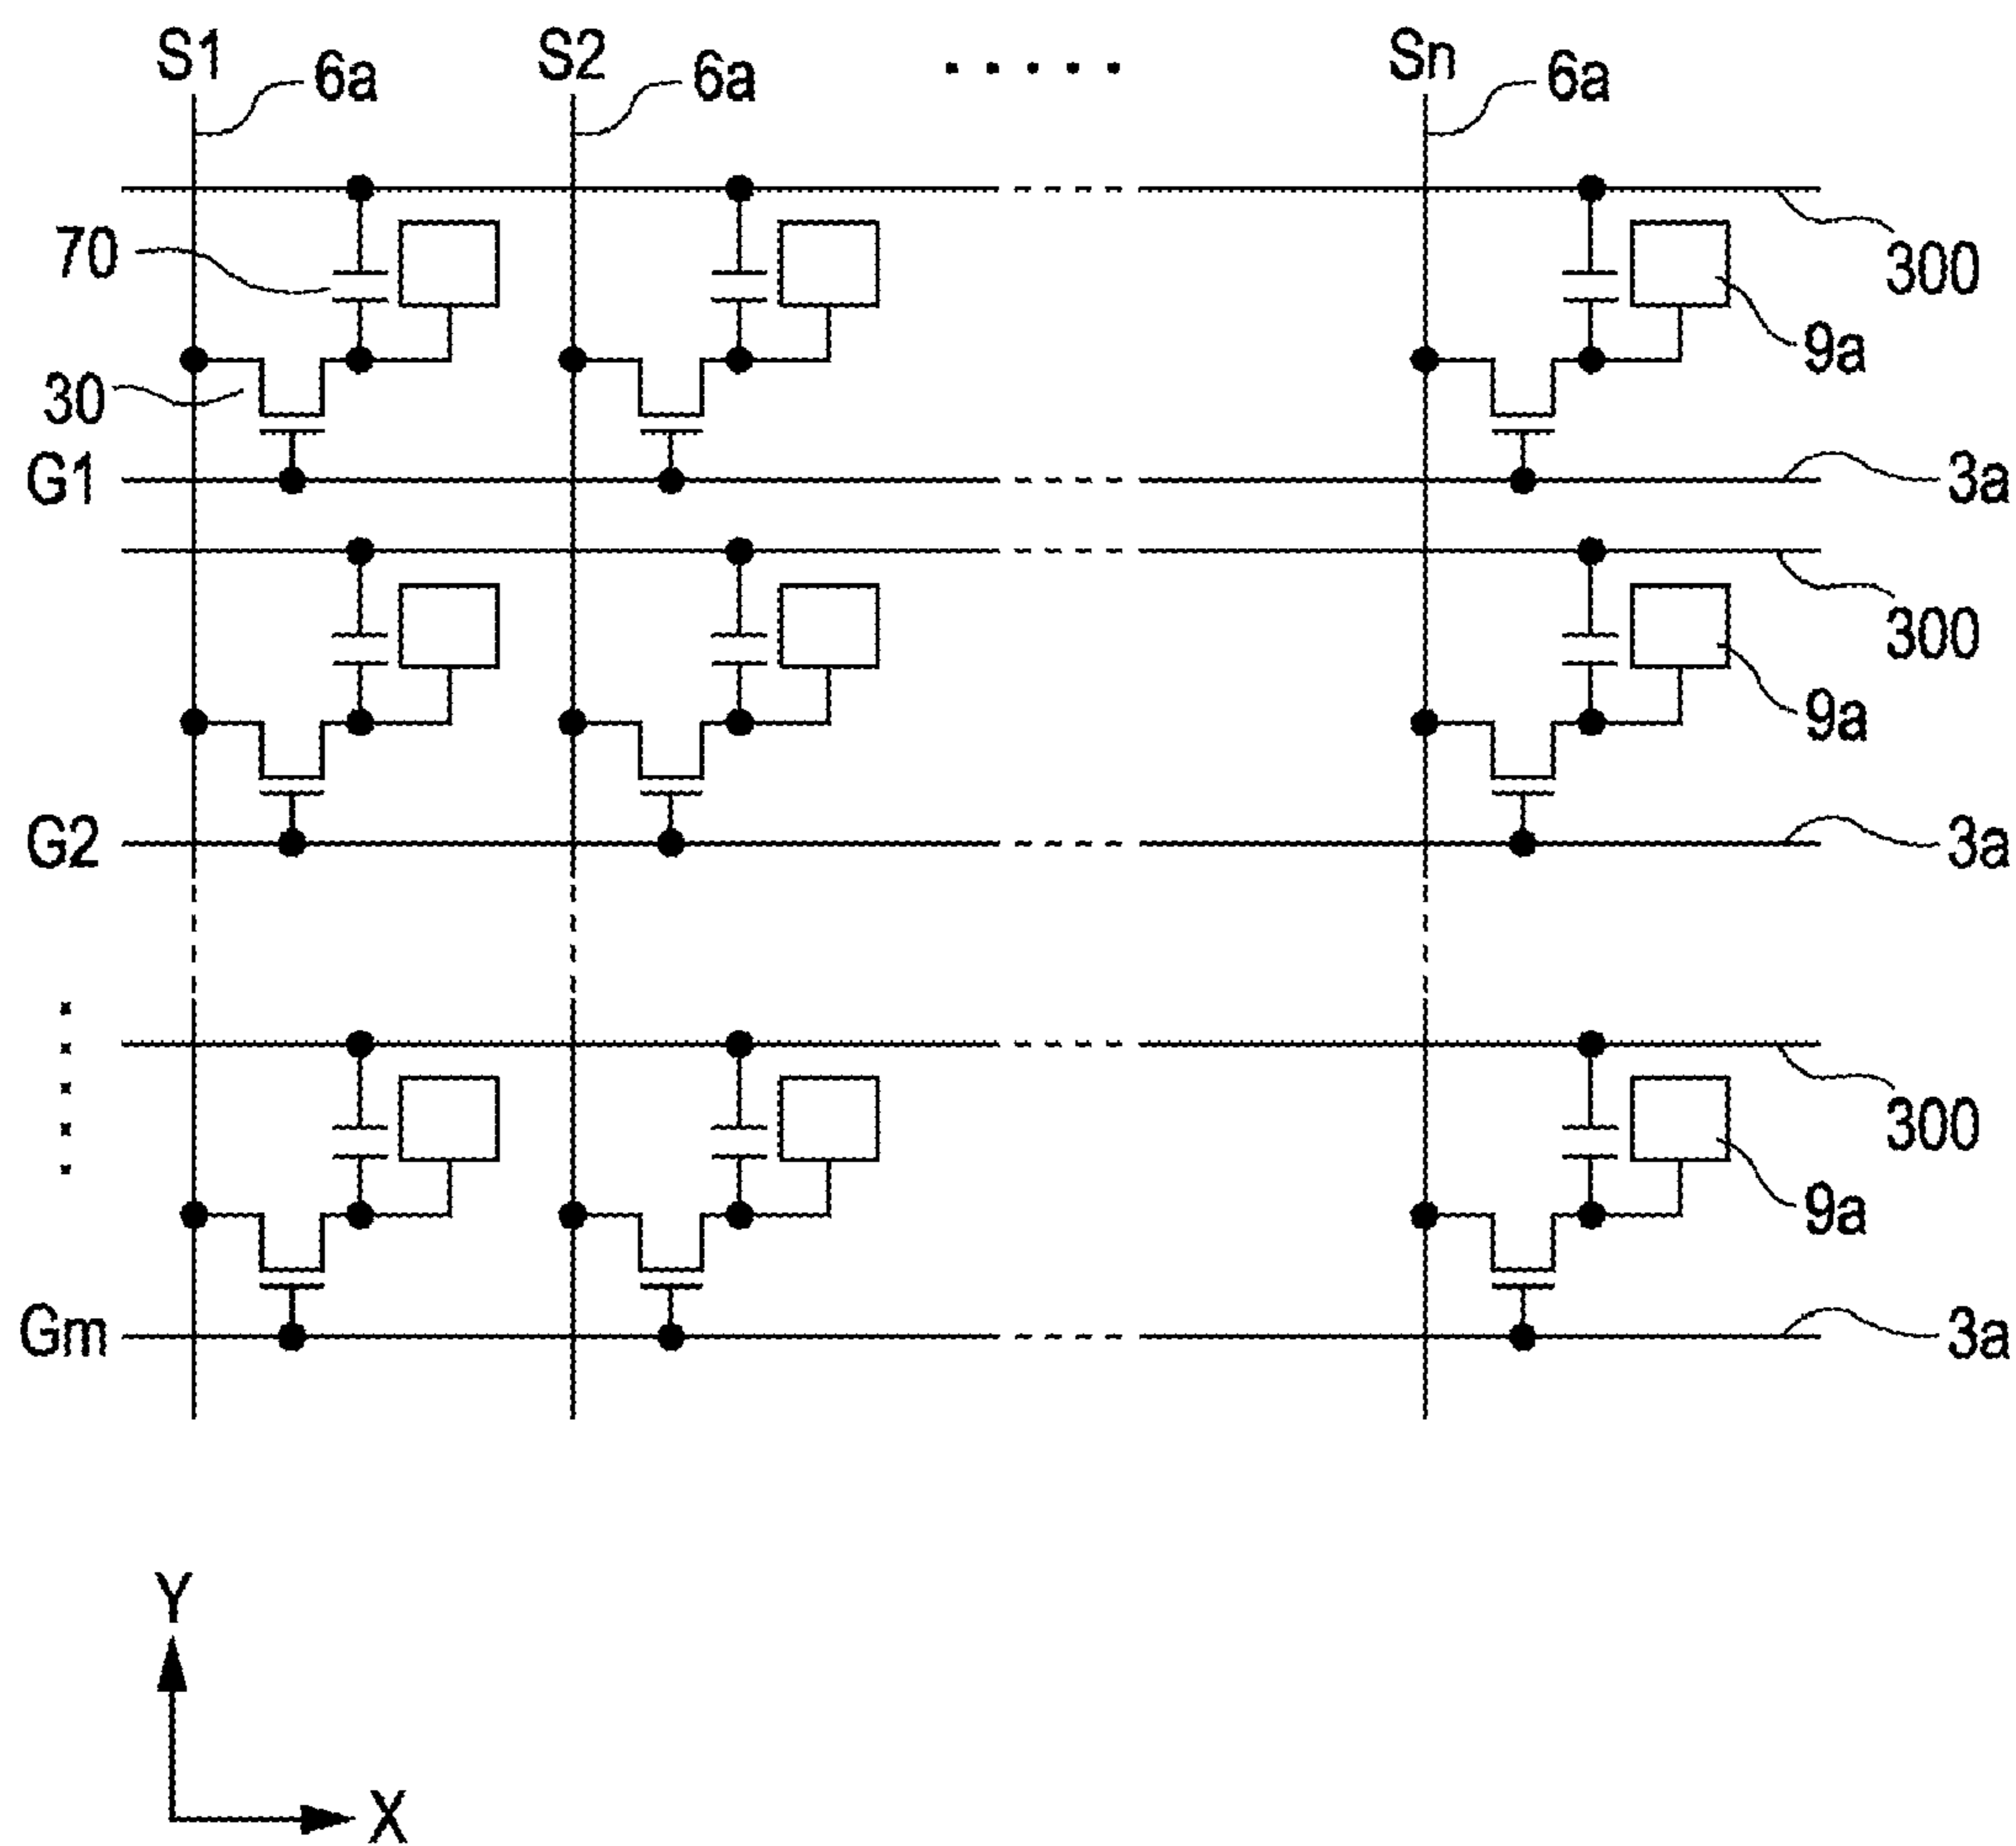 S1 6a S2 6a ..... Sn 6a
70
300
9a
30
G1 3a
300
9a
G2 3a
300
9a
Gm 3a
Y
X